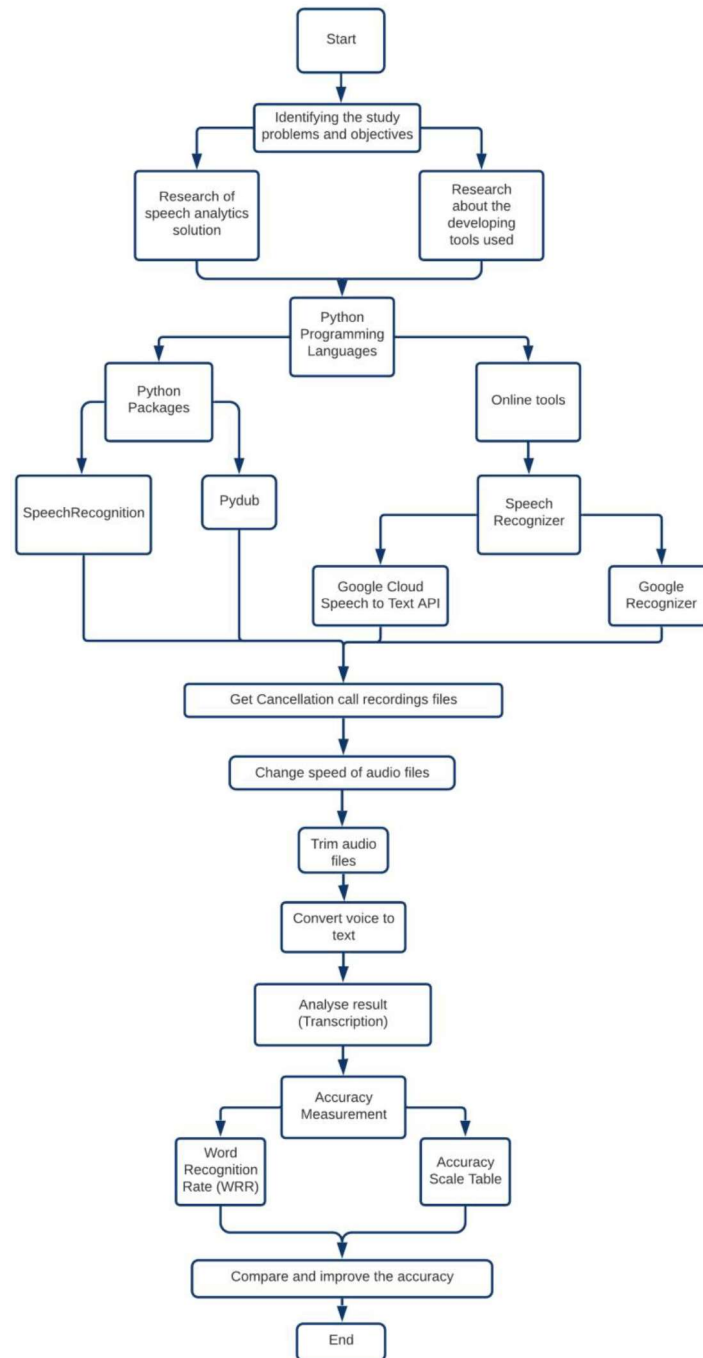 Start
Identifying the study
problems and objectives
Research of
speech analytics
solution
Research
about the
developing
tools used
Python
Programming
Languages
Python
Packages
Online tools
SpeechRecognition
Pydub
Speech
Recognizer
Google Cloud
Speech to Text API
Google
Recognizer
Get Cancellation call recordings files
Change speed of audio files
Trim audio
files
Convert voice to
text
Analyse result
(Transcription)
Accuracy
Measurement
Word
Recognition
Rate (WRR)
Accuracy
Scale Table
Compare and improve the accuracy
End